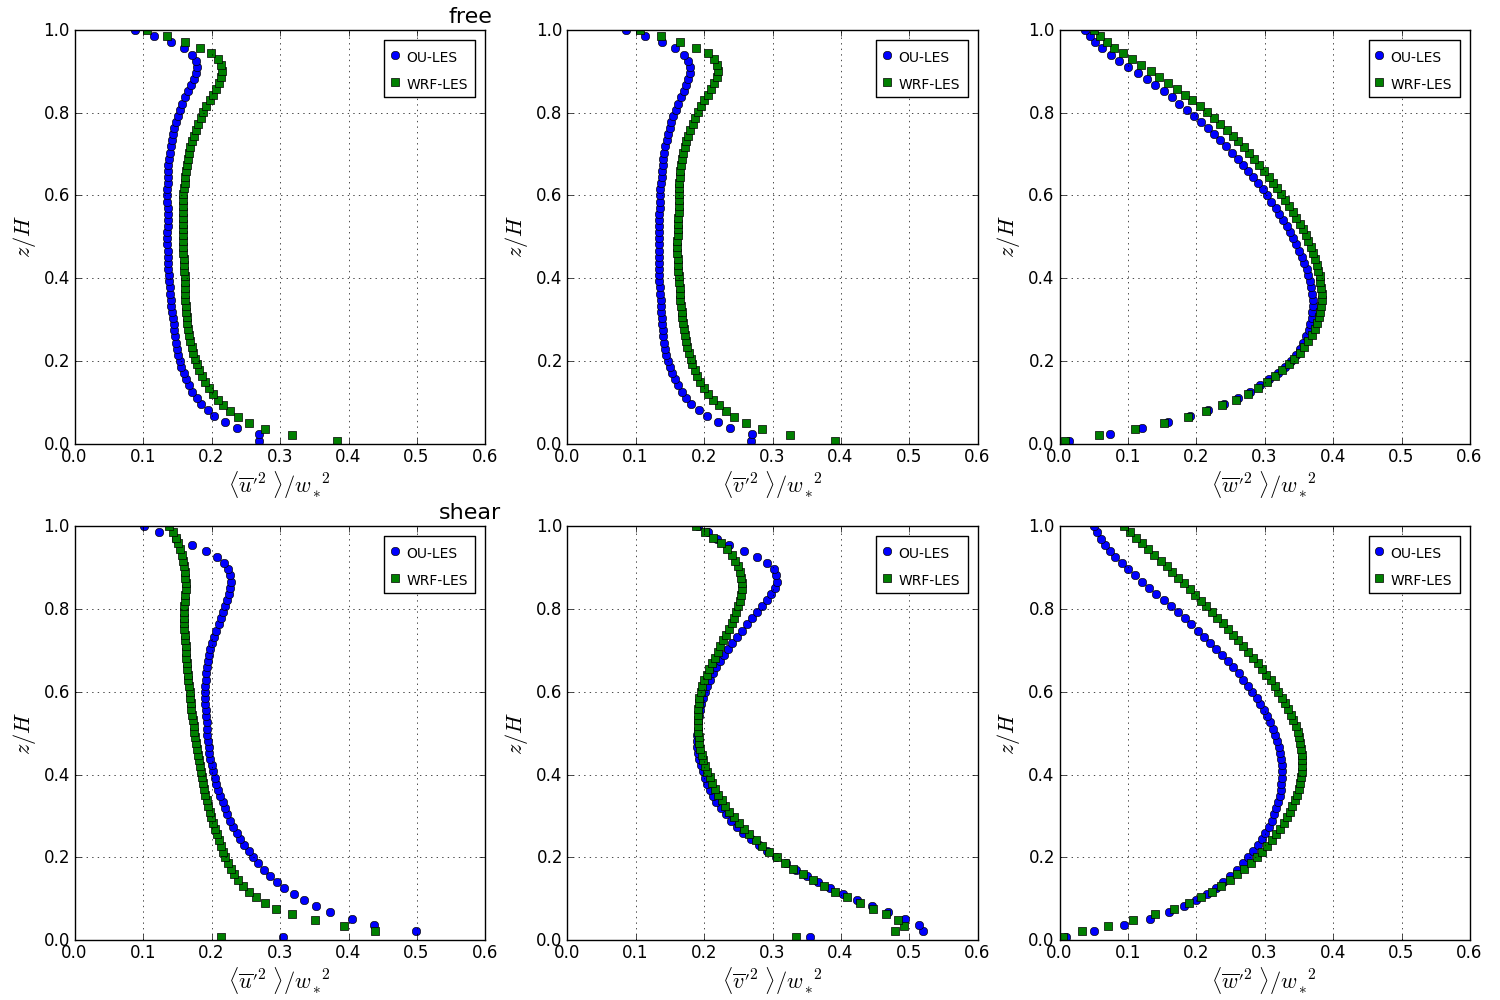 free
1.0 1.0 1.0
OU-LES OU-LES OU-LES
WRF-LES WRF-LES WRF-LES
0.8 0.8 0.8
0.6 0.6 0.6
z/H z/H z/H
0.4 0.4 0.4
0.2 0.2 0.2
0.0 0.0 0.0
0.0 0.1 0.2 0.3 0.4 0.5 0.6 0.0 0.1 0.2 0.3 0.4 0.5 0.6 0.0 0.1 0.2 0.3 0.4 0.5 0.6
⟨u̅′² ⟩/w∗² ⟨v̅′² ⟩/w∗² ⟨w̅′² ⟩/w∗²
shear
1.0 1.0 1.0
OU-LES OU-LES OU-LES
WRF-LES WRF-LES WRF-LES
0.8 0.8 0.8
0.6 0.6 0.6
z/H z/H z/H
0.4 0.4 0.4
0.2 0.2 0.2
0.0 0.0 0.0
0.0 0.1 0.2 0.3 0.4 0.5 0.6 0.0 0.1 0.2 0.3 0.4 0.5 0.6 0.0 0.1 0.2 0.3 0.4 0.5 0.6
⟨u̅′² ⟩/w∗² ⟨v̅′² ⟩/w∗² ⟨w̅′² ⟩/w∗²